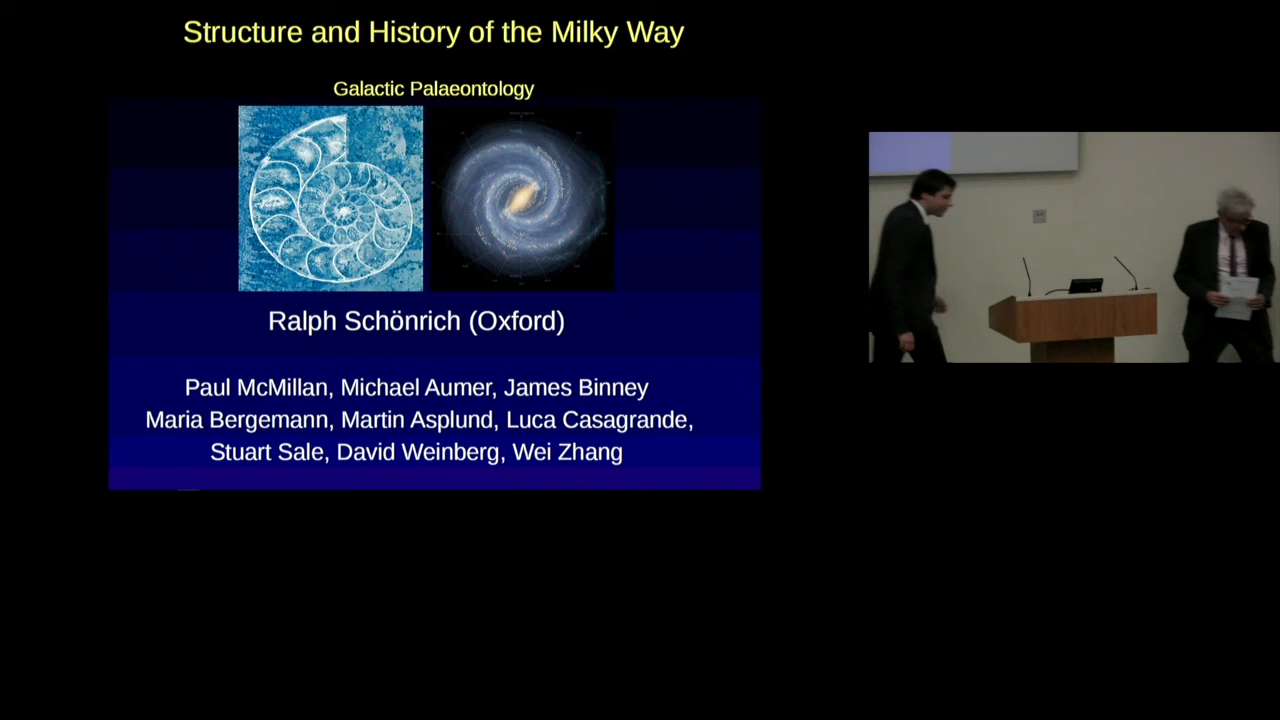 Structure and History of the Milky Way
Galactic Palaeontology
Ralph Schönrich (Oxford)
Paul McMillan, Michael Aumer, James Binney
Maria Bergemann, Martin Asplund, Luca Casagrande,
Stuart Sale, David Weinberg, Wei Zhang